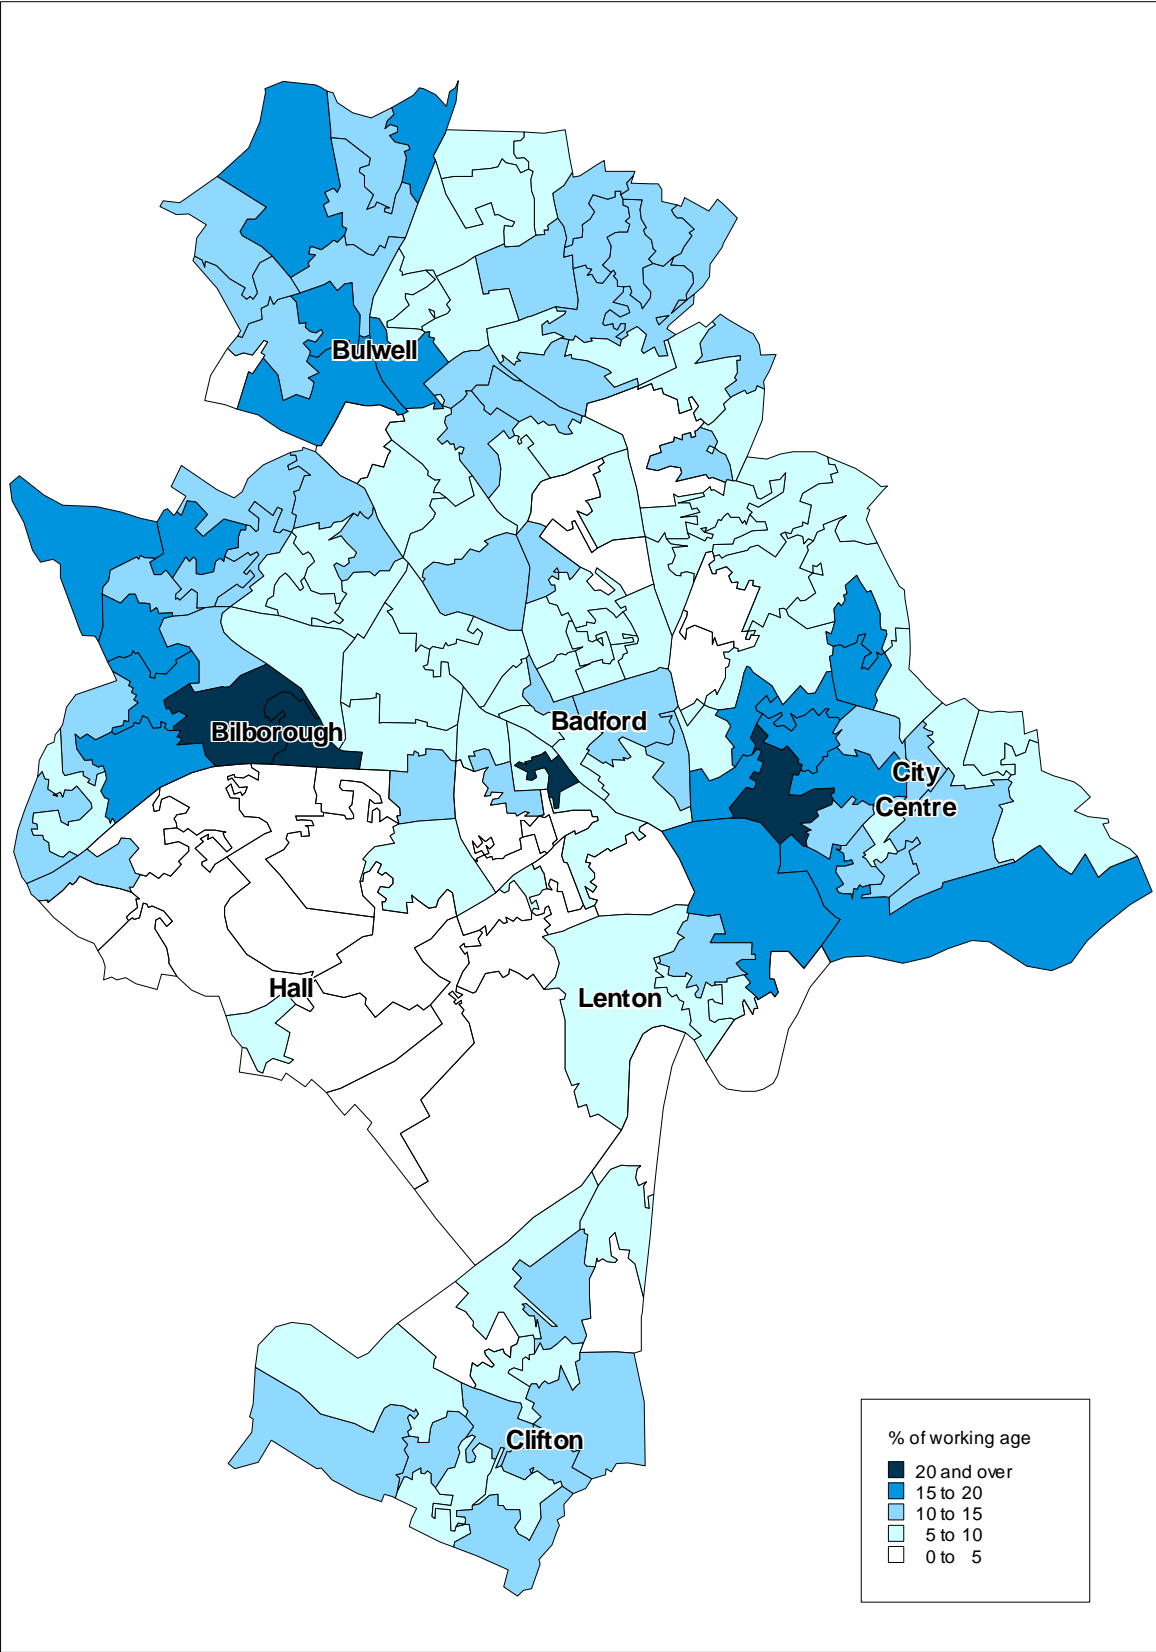 Bulwell
Bilborough
Badford
City
Centre
Hall
Lenton
Clifton
% of working age
20 and over
15 to 20
10 to 15
5 to 10
0 to 5